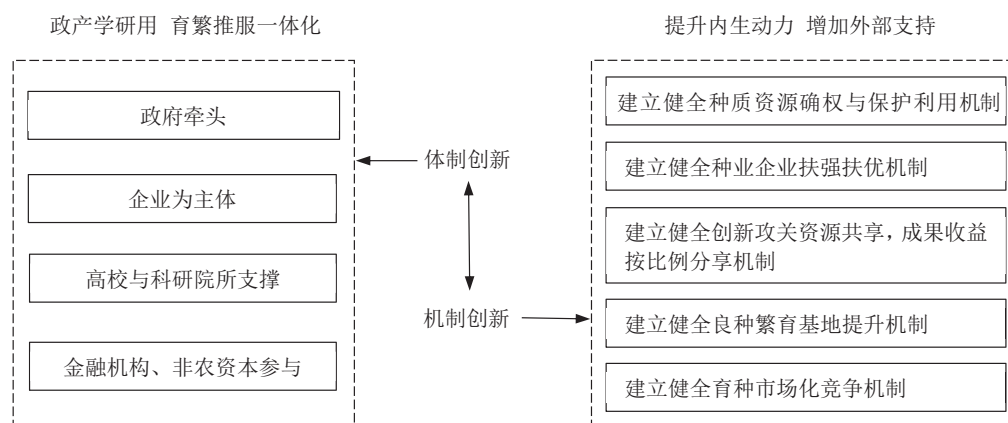 政产学研用 育繁推服一体化
政府牵头
企业为主体
高校与科研院所支撑
金融机构、非农资本参与
体制创新
机制创新
提升内生动力 增加外部支持
建立健全种质资源确权与保护利用机制
建立健全种业企业扶强扶优机制
建立健全创新攻关资源共享，成果收益
按比例分享机制
建立健全良种繁育基地提升机制
建立健全育种市场化竞争机制